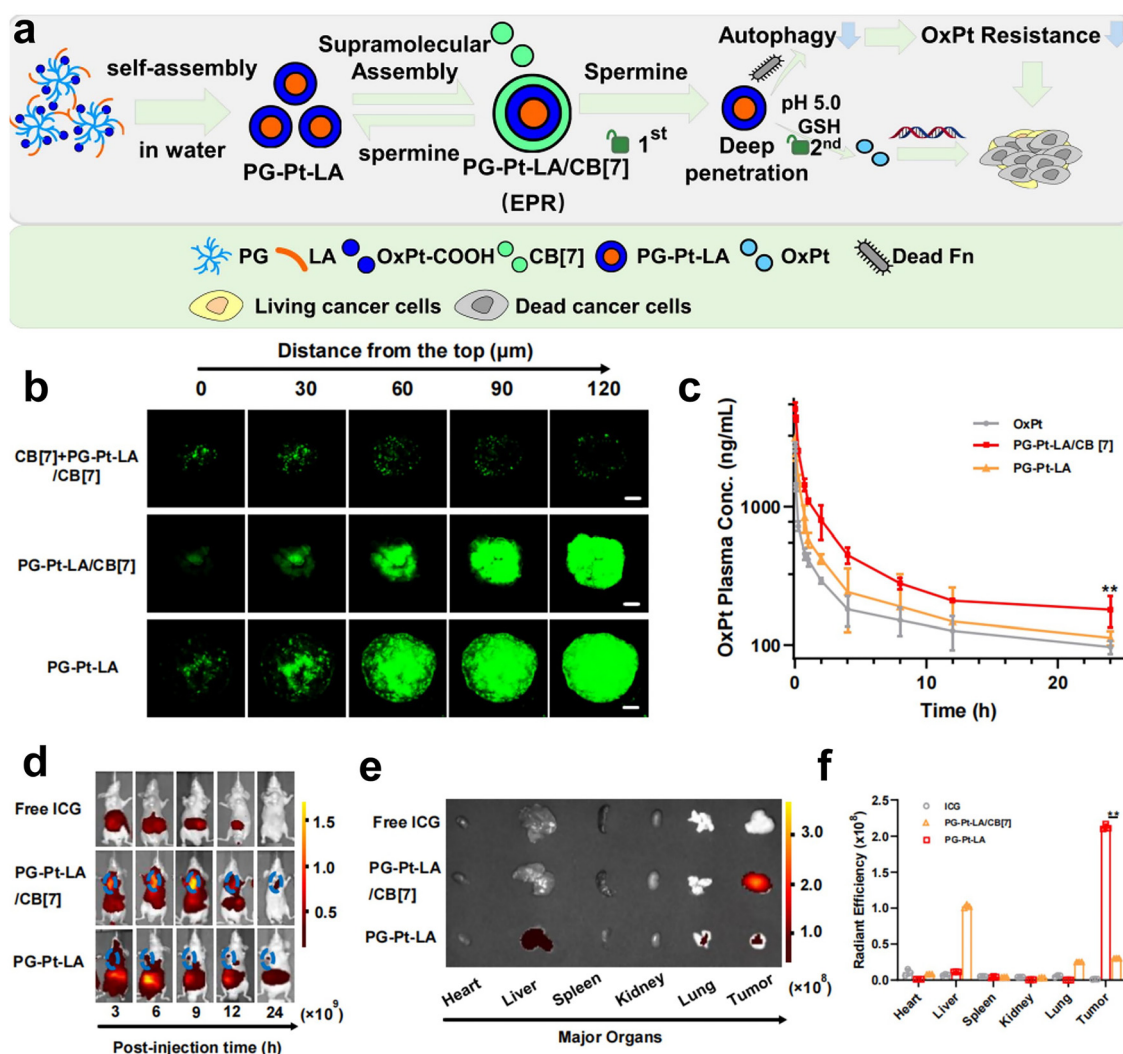 a
self-assembly
in water
PG-Pt-LA
Supramolecular
Assembly
spermine
PG-Pt-LA/CB[7]
(EPR)
Spermine
1st
Deep
penetration
Autophagy
pH 5.0
GSH
2nd
OxPt Resistance
PG
LA
OxPt-COOH
CB[7]
PG-Pt-LA
OxPt
Dead Fn
Living cancer cells
Dead cancer cells
b
Distance from the top (µm)
0 30 60 90 120
CB[7]+PG-Pt-LA
/CB[7]
PG-Pt-LA/CB[7]
PG-Pt-LA
c
OxPt Plasma Conc. (ng/mL)
1000
100
OxPt
PG-Pt-LA/CB [7]
PG-Pt-LA
**
0 10 20
Time (h)
d
Free ICG
PG-Pt-LA
/CB[7]
PG-Pt-LA
1.5
1.0
0.5
3 6 9 12 24
(×10⁹)
Post-injection time (h)
e
Free ICG
PG-Pt-LA
/CB[7]
PG-Pt-LA
3.0
2.0
1.0
(×10⁸)
Heart Liver Spleen Kidney Lung Tumor
Major Organs
f
Radiant Efficiency (×10⁸)
2.5
2.0
1.5
1.0
0.5
0.0
ICG
PG-Pt-LA/CB[7]
PG-Pt-LA
**
Heart Liver Spleen Kidney Lung Tumor